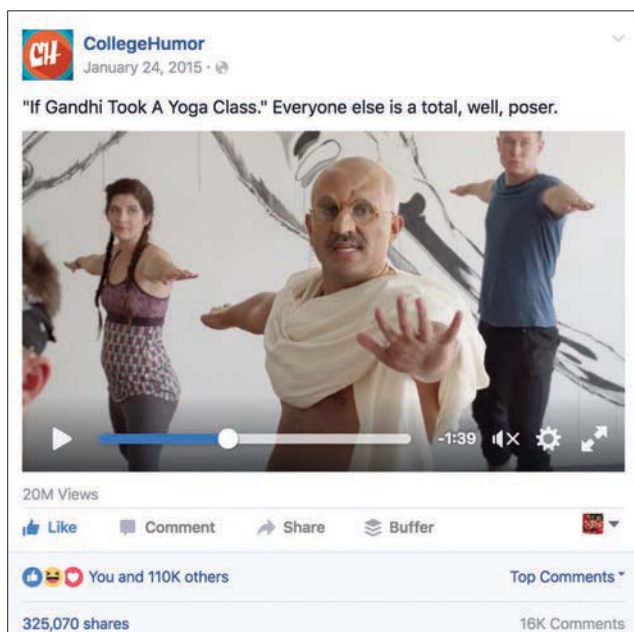 CH
CollegeHumor
January 24, 2015 ·
"If Gandhi Took A Yoga Class." Everyone else is a total, well, poser.
-1:39
20M Views
Like Comment Share Buffer
You and 110K others Top Comments
325,070 shares 16K Comments